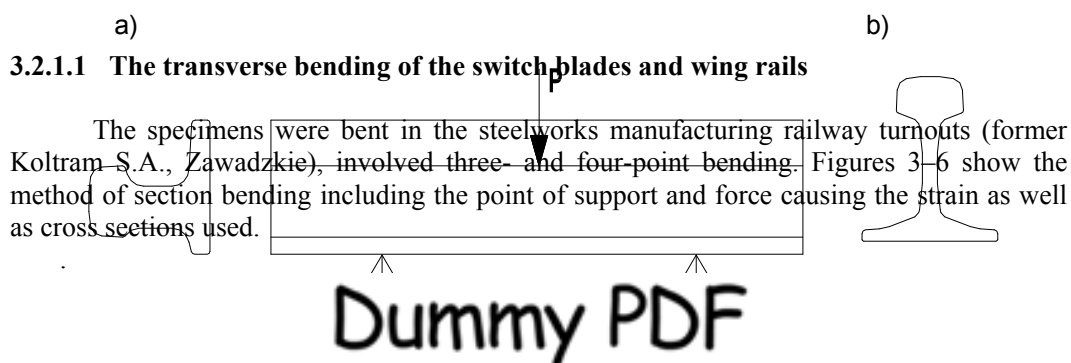 a) b)
3.2.1.1 The transverse bending of the switch blades and wing rails
P
The specimens were bent in the steelworks manufacturing railway turnouts (former
Koltram S.A., Zawadzkie), involved three- and four-point bending. Figures 3–6 show the
method of section bending including the point of support and force causing the strain as well
as cross sections used.
.
Dummy PDF